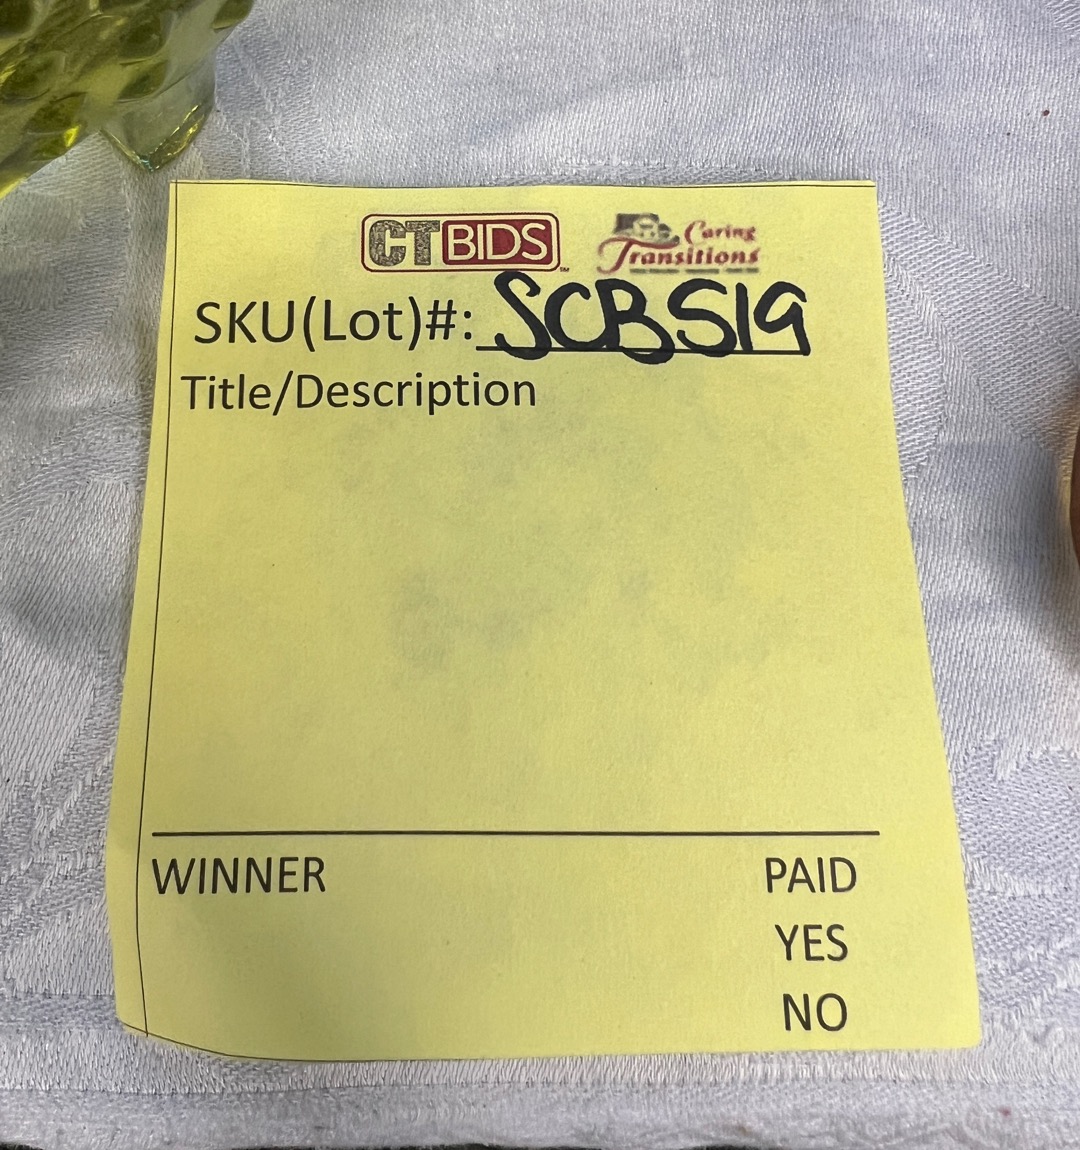 CTBIDS
Caring
Transitions
SKU(Lot)#: SCBS19
Title/Description
WINNER PAID
YES
NO